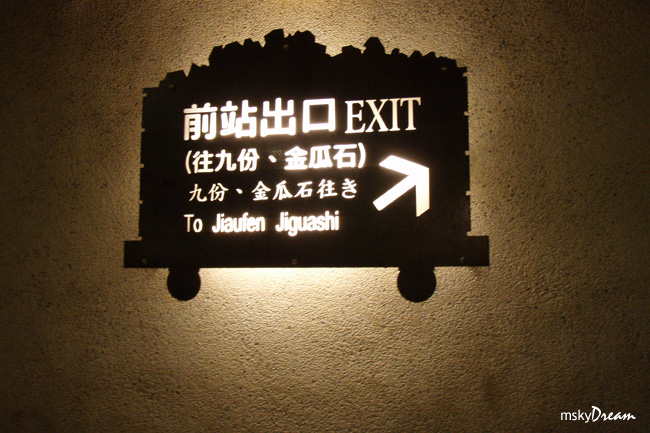 前站出口 EXIT
(往九份、金瓜石)
九份、金瓜石往き
To Jiaufen Jiguashi
mskyDream